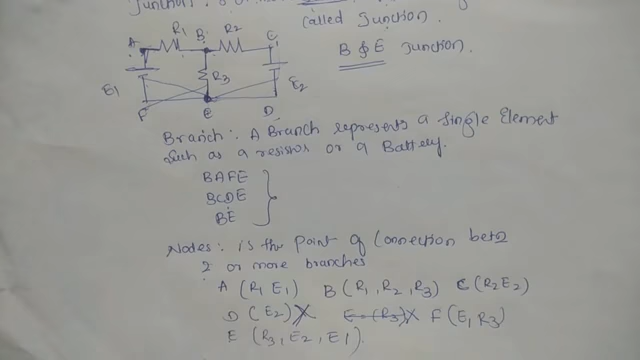 called Junction.
B & E Junction.
A R1 B R2 C
R3
E1 E2
F E D
Branch: A Branch represents a single Element
such as a resistor or a Battery.
BAFE
BCDE
BE
Nodes: is the point of Connection betn
2 or more branches
A (R1 E1) B (R1, R2, R3) C (R2 E2)
D (E2) X E (R3) X F (E1, R3)
E (R3, E2, E1).